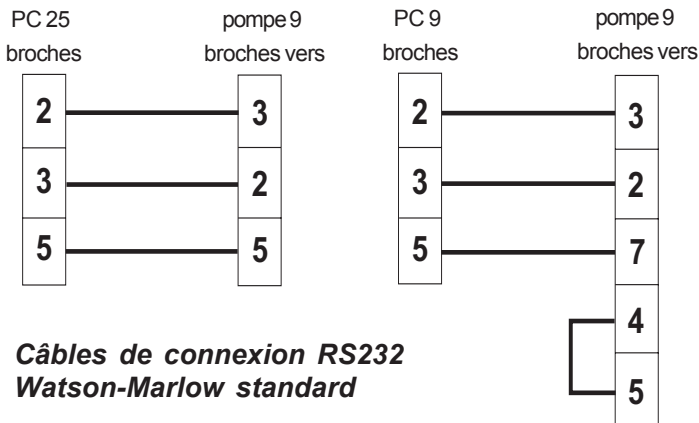 PC 25
broches
pompe 9
broches vers
PC 9
broches
pompe 9
broches vers
2
3
3
2
5
5
2
3
3
2
5
7
4
5
Câbles de connexion RS232
Watson-Marlow standard